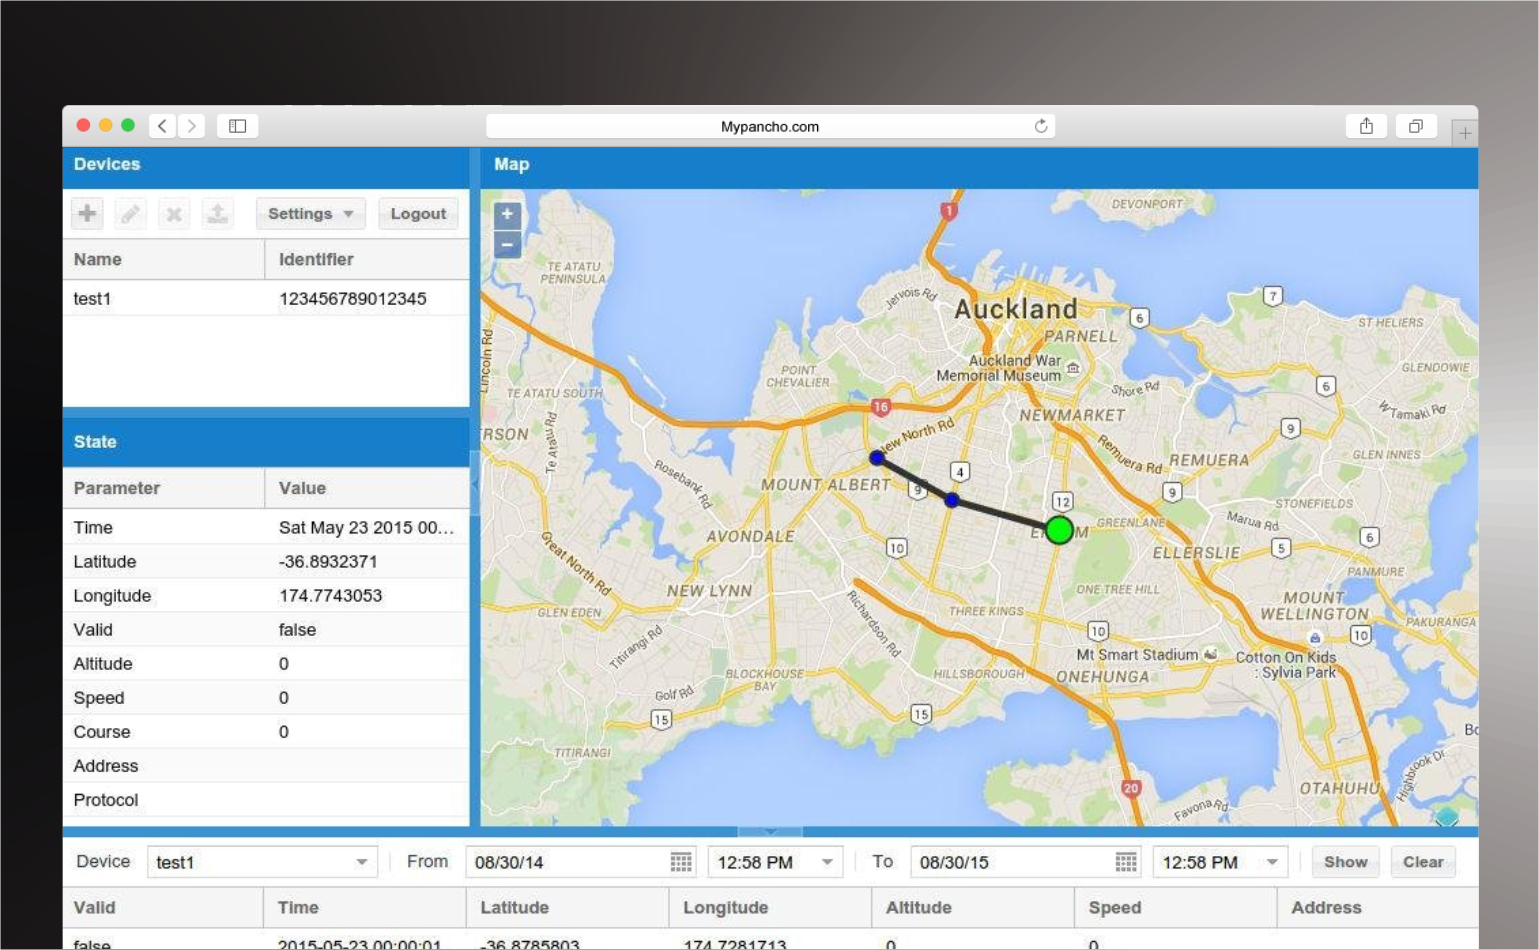 Mypancho.com
Devices
Settings
Logout
Name
Identifier
test1
123456789012345
State
Parameter
Value
Time
Sat May 23 2015 00...
Latitude
-36.8932371
Longitude
174.7743053
Valid
false
Altitude
0
Speed
0
Course
0
Address
Protocol
Map
+
−
1
DEVONPORT
TE ATATU
PENINSULA
Jervois Rd
Auckland
7
6
ST HELIERS
PARNELL
Lincoln Rd
Auckland War
Memorial Museum
POINT
CHEVALIER
GLENDOWIE
TE ATATU SOUTH
Shore Rd
6
16
NEWMARKET
W Tamaki Rd
RSON
Te Atatu Rd
New North Rd
9
Remuera Rd
REMUERA
GLEN INNES
Rosebank Rd
4
MOUNT ALBERT
9
12
9
STONEFIELDS
AVONDALE
GREENLANE
Marua Rd
6
10
ELLERSLIE
5
Great North Rd
PANMURE
NEW LYNN
ONE TREE HILL
MOUNT
WELLINGTON
GLEN EDEN
Richardson Rd
THREE KINGS
PAKURANGA
Titirangi Rd
10
10
Mt Smart Stadium
Cotton On Kids
: Sylvia Park
BLOCKHOUSE
BAY
HILLSBOROUGH
ONEHUNGA
Golf Rd
15
15
TITIRANGI
Highbrook Dr
20
OTAHUHU
Favona Rd
Device
test1
From
08/30/14
12:58 PM
To
08/30/15
12:58 PM
Show
Clear
Valid
Time
Latitude
Longitude
Altitude
Speed
Address
false
2015-05-23 00:00:01
-36.8785803
174.7281713
0
0